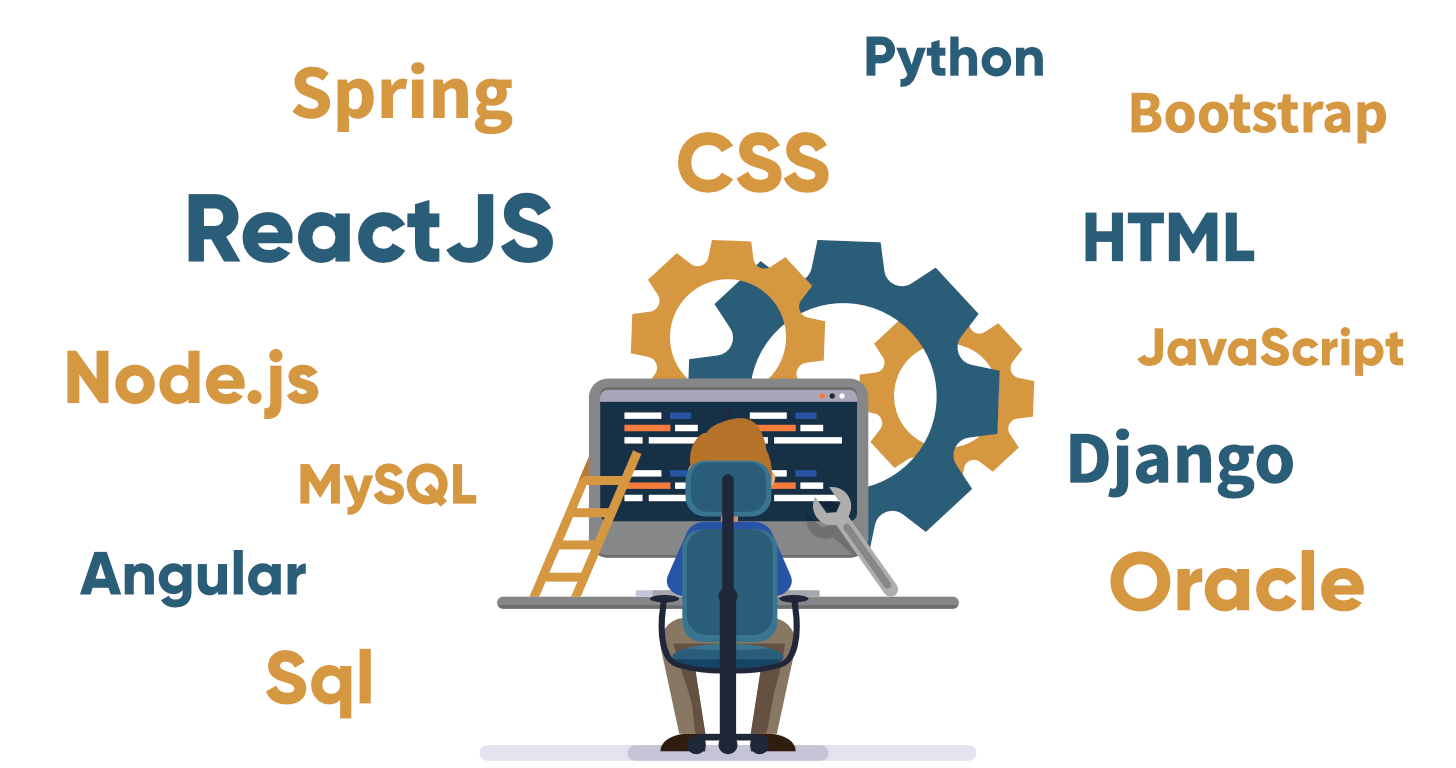 Python
Spring
Bootstrap
CSS
ReactJS
HTML
JavaScript
Node.js
Django
MySQL
Angular
Oracle
Sql